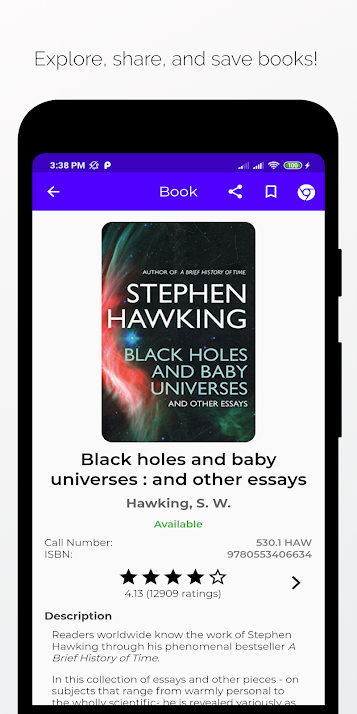 Explore, share, and save books!
3:38 PM
100
Book
AUTHOR OF A BRIEF HISTORY OF TIME
STEPHEN
HAWKING
BLACK HOLES
AND BABY
UNIVERSES
AND OTHER ESSAYS
Black holes and baby
universes : and other essays
Hawking, S. W.
Available
Call Number: 530.1 HAW
ISBN: 9780553406634
4.13 (12909 ratings)
Description
Readers worldwide know the work of Stephen
Hawking through his phenomenal bestseller A
Brief History of Time.
In this collection of essays and other pieces - on
subjects that range from warmly personal to
the wholly scientific- he is revealed variously as